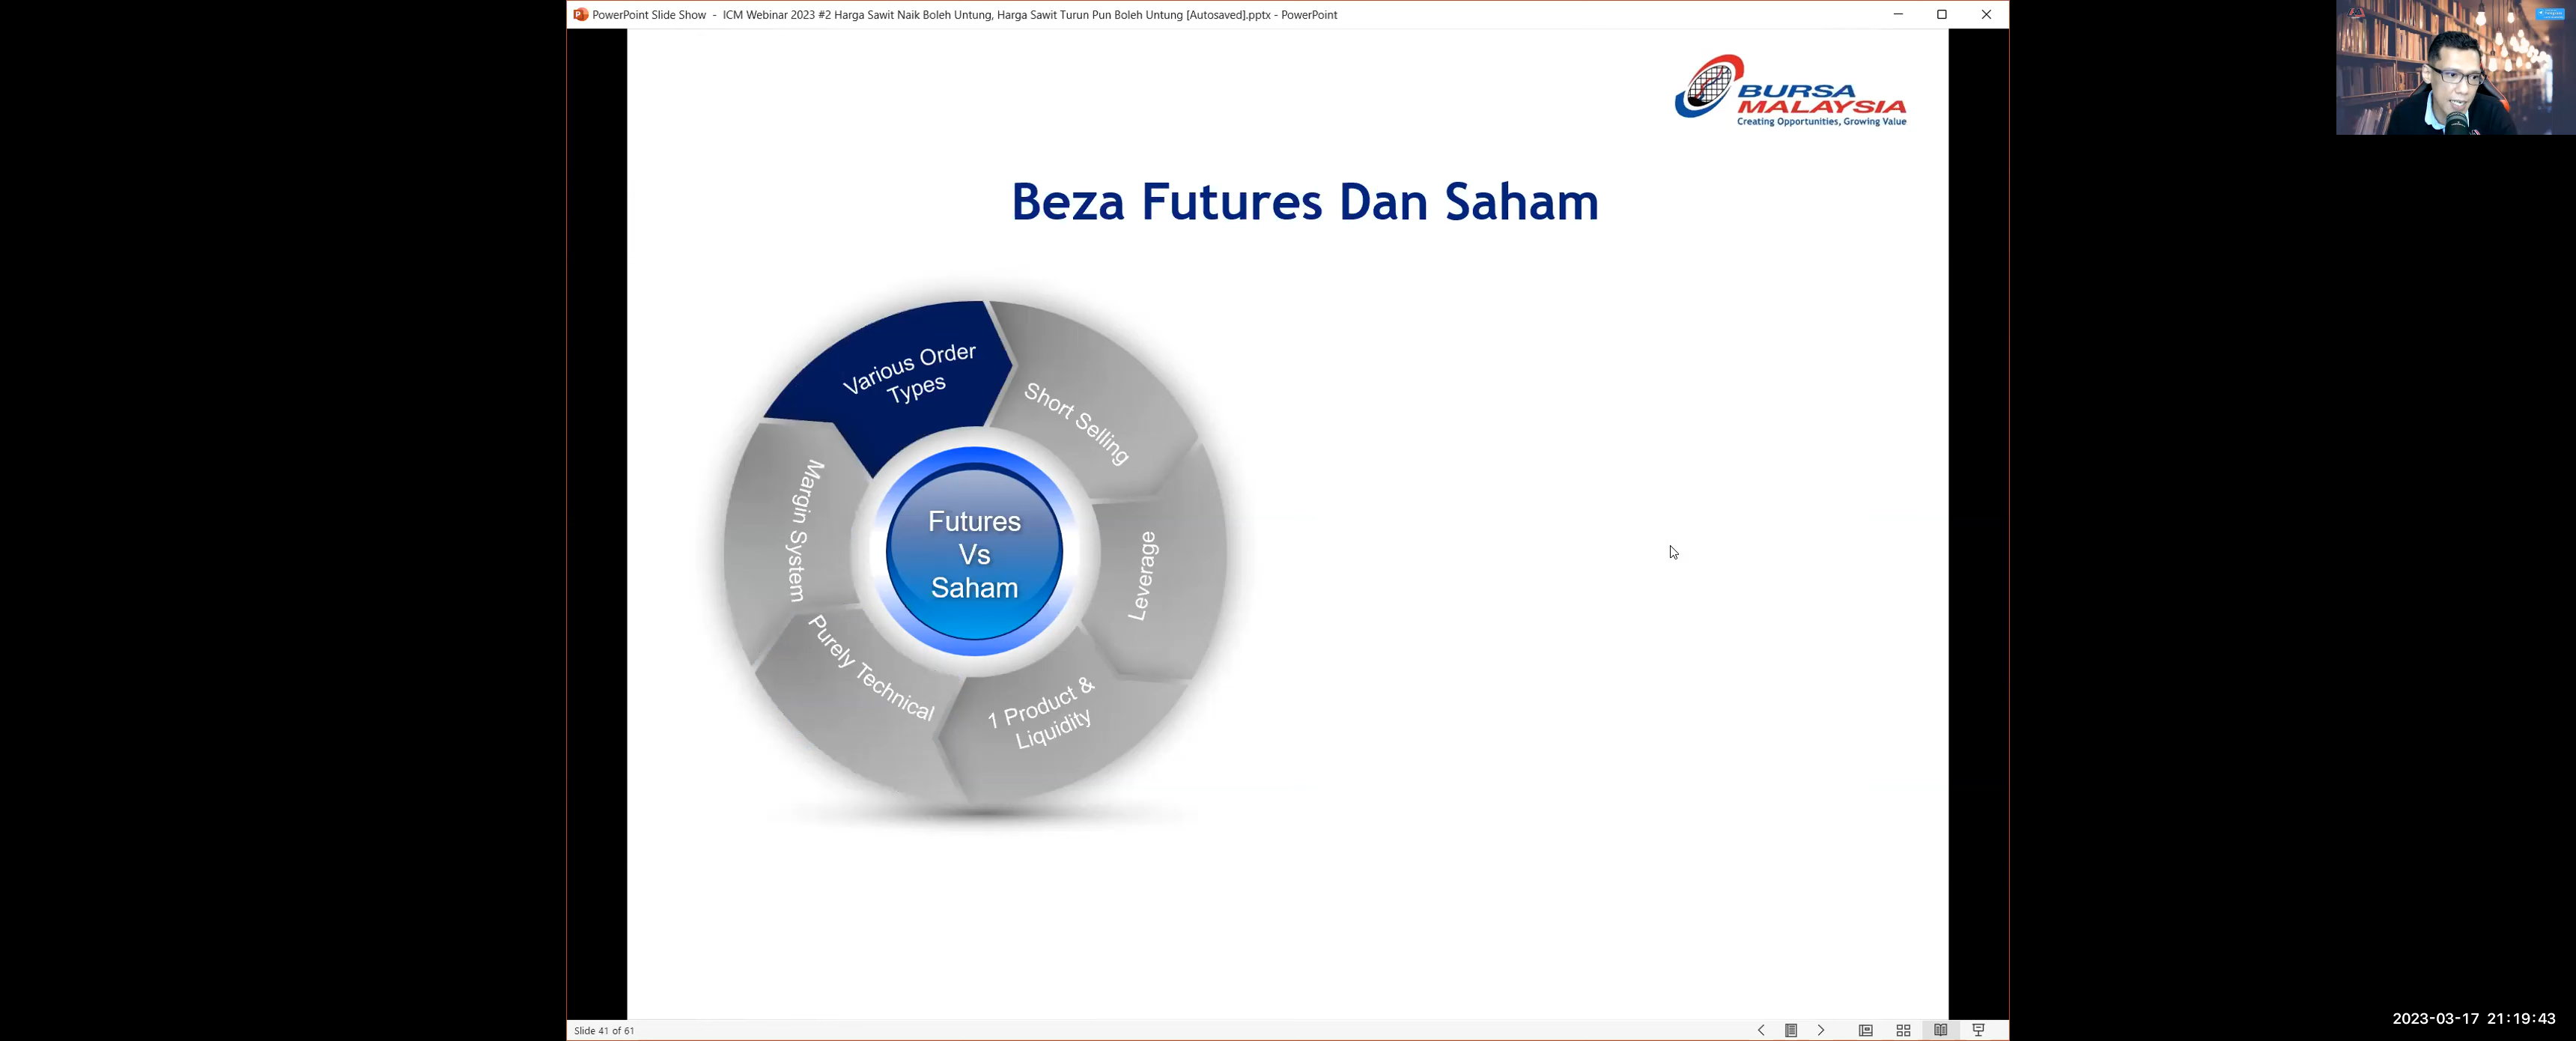 PowerPoint Slide Show - ICM Webinar 2023 #2 Harga Sawit Naik Boleh Untung, Harga Sawit Turun Pun Boleh Untung [Autosaved].pptx - PowerPoint
BURSA
MALAYSIA
Creating Opportunities, Growing Value
Beza Futures Dan Saham
Various Order
Types
Short Selling
Leverage
1 Product &
Liquidity
Purely Technical
Margin System
Futures
Vs
Saham
Slide 41 of 61
2023-03-17 21:19:43